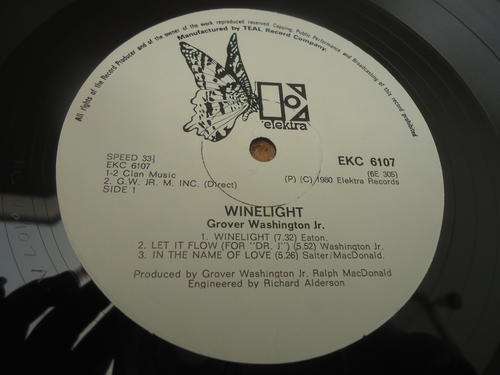 All rights of the Record Producer and of the owner of the work reproduced reserved. Copying, Public Performance and Broadcasting of this record prohibited.
Manufactured by TEAL Record Company.
elektra
SPEED 33⅓
EKC 6107
1-2 Clan Music
2. G.W. JR. M. INC. (Direct)
SIDE 1
EKC 6107
(6E 305)
(P) (C) 1980 Elektra Records
WINELIGHT
Grover Washington Jr.
1. WINELIGHT (7.32) Eaton.
2. LET IT FLOW (FOR "DR. J") (5.52) Washington Jr.
3. IN THE NAME OF LOVE (5.26) Salter/MacDonald.
Produced by Grover Washington Jr. Ralph MacDonald
Engineered by Richard Alderson